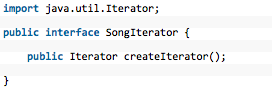 import java.util.Iterator;
public interface SongIterator {
public Iterator createIterator();
}